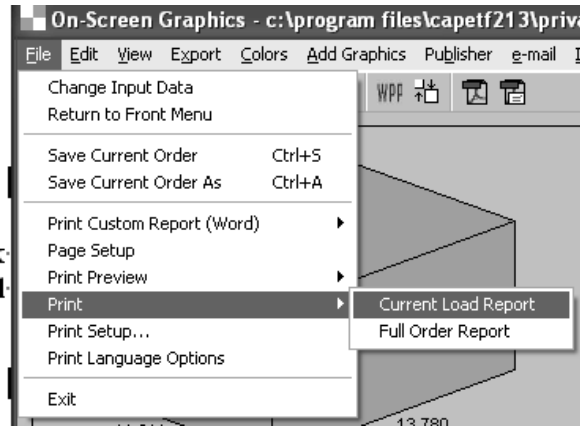 On-Screen Graphics - c:\program files\capetf213\priva
File Edit View Export Colors Add Graphics Publisher e-mail
WPP
Change Input Data
Return to Front Menu
Save Current Order Ctrl+S
Save Current Order As Ctrl+A
Print Custom Report (Word)
Page Setup
Print Preview
Print
Current Load Report
Print Setup...
Full Order Report
Print Language Options
Exit
13.780